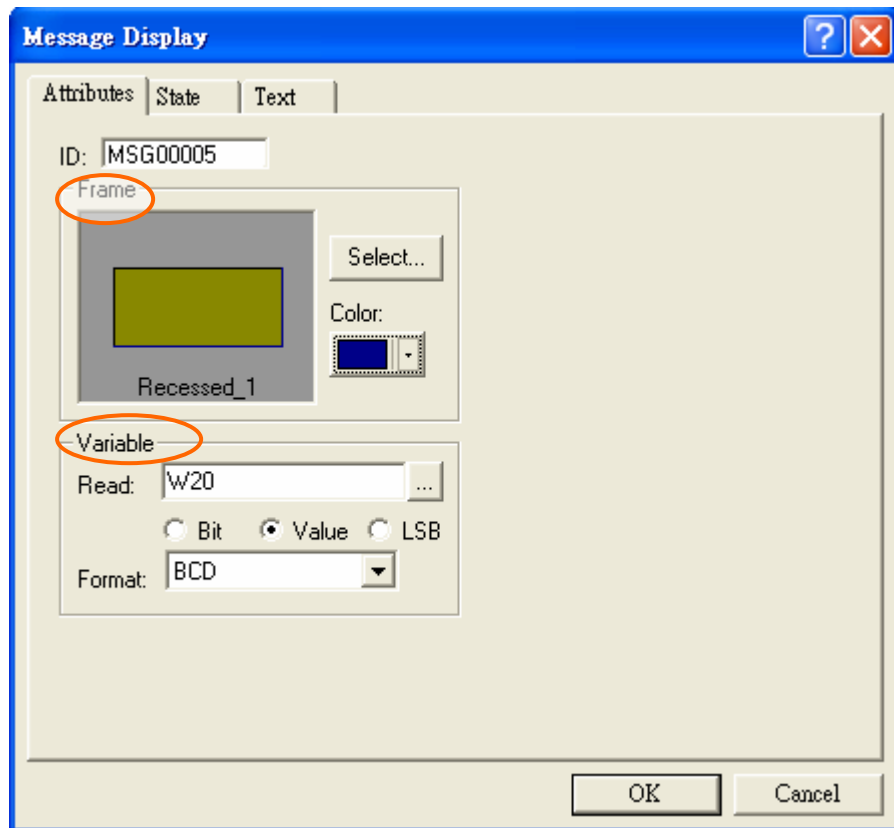 Message Display
Attributes State Text
ID: MSG00005
Frame
Select...
Color:
Recessed_1
Variable
Read: W20 ...
Bit Value LSB
Format: BCD
OK Cancel